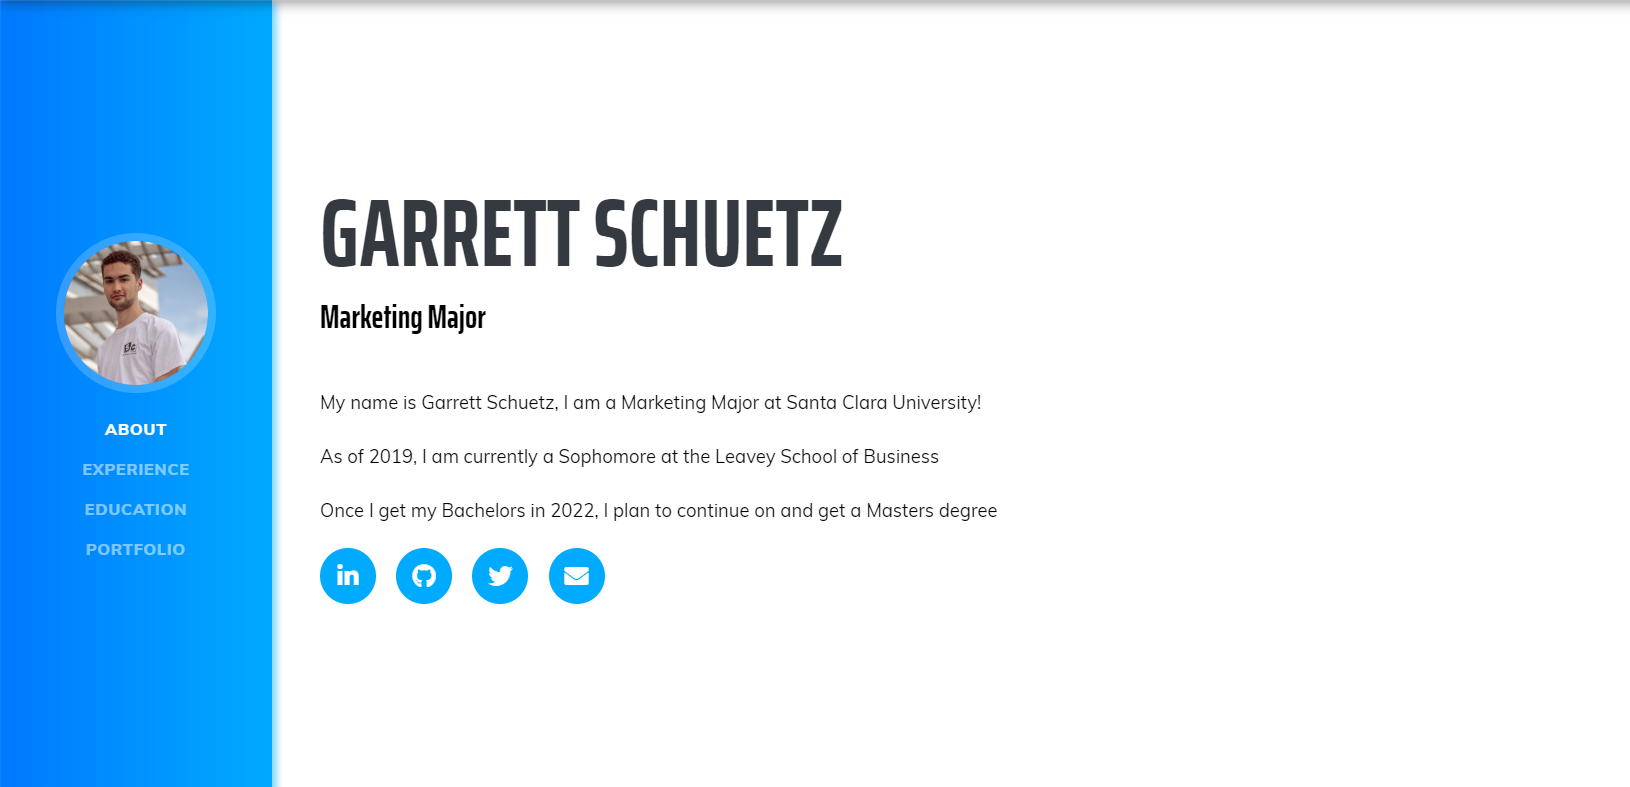 ABOUT
EXPERIENCE
EDUCATION
PORTFOLIO
GARRETT SCHUETZ
Marketing Major
My name is Garrett Schuetz, I am a Marketing Major at Santa Clara University!
As of 2019, I am currently a Sophomore at the Leavey School of Business
Once I get my Bachelors in 2022, I plan to continue on and get a Masters degree
in